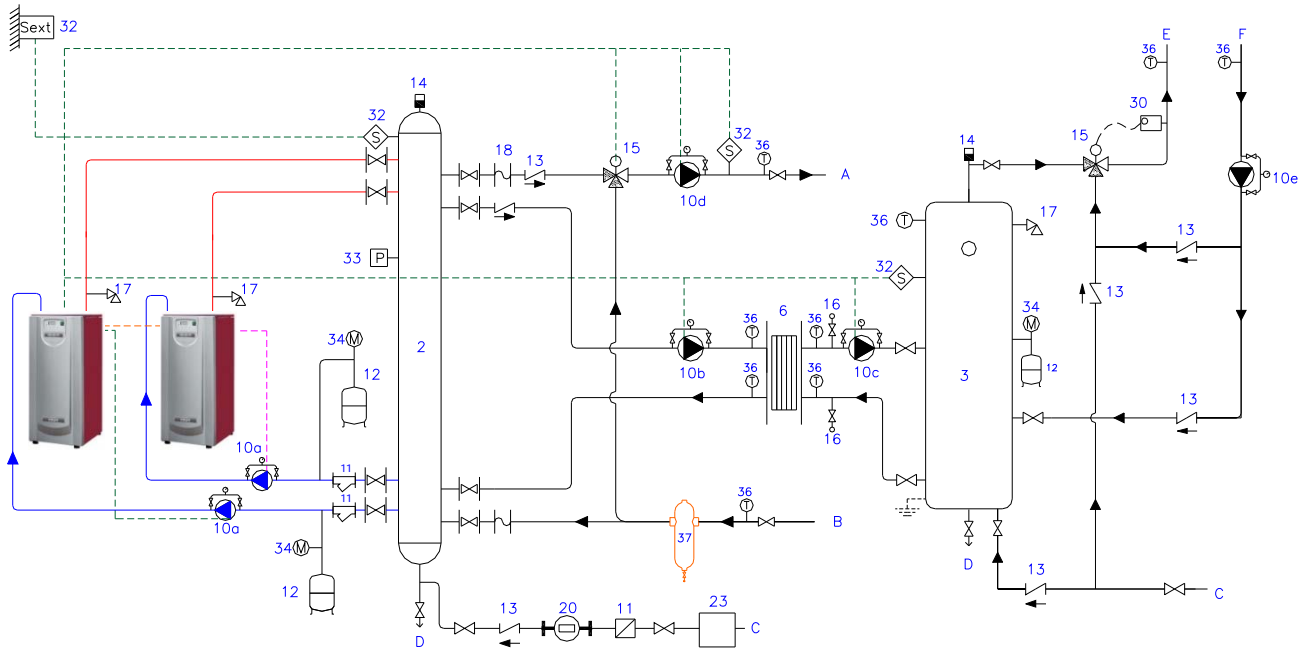 Sext 32
E F
36 T 36 T
14 32 S
30
32 S 36 T
15
18 13 15
14
10d A
10e
36 T 17
33 P
13
32 S
17 17
6 16
34 M
36 T 36 T
13
34 M
12
2
10b 10c
36 T 36 T
3
12
16
13
10a
11
11
10a
36 T
B
37
34 M
12
D
13
13 20 11 23
C
C
D